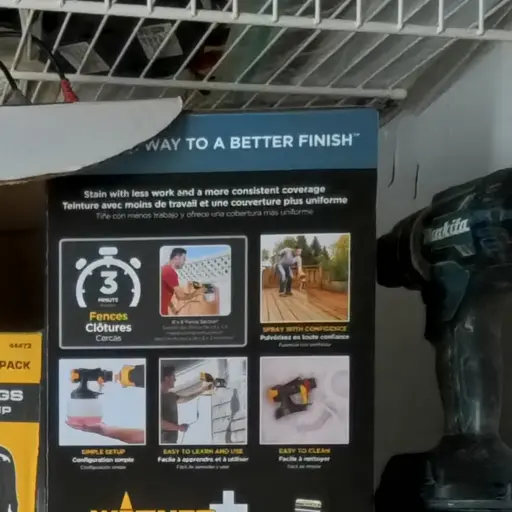 WAY TO A BETTER FINISH™
Stain with less work and a more consistent coverage
Teinture avec moins de travail et une couverture plus uniforme
Tiñe con menos trabajo y ofrece una cobertura más uniforme
3
MINUTE
Fences
Clôtures
Cercas
SPRAY WITH CONFIDENCE
Pulvérisez en toute confiance
SIMPLE SETUP
Configuration simple
EASY TO LEARN AND USE
Facile à apprendre et à utiliser
EASY TO CLEAN
Facile à nettoyer
Makita
44472
PACK
GS